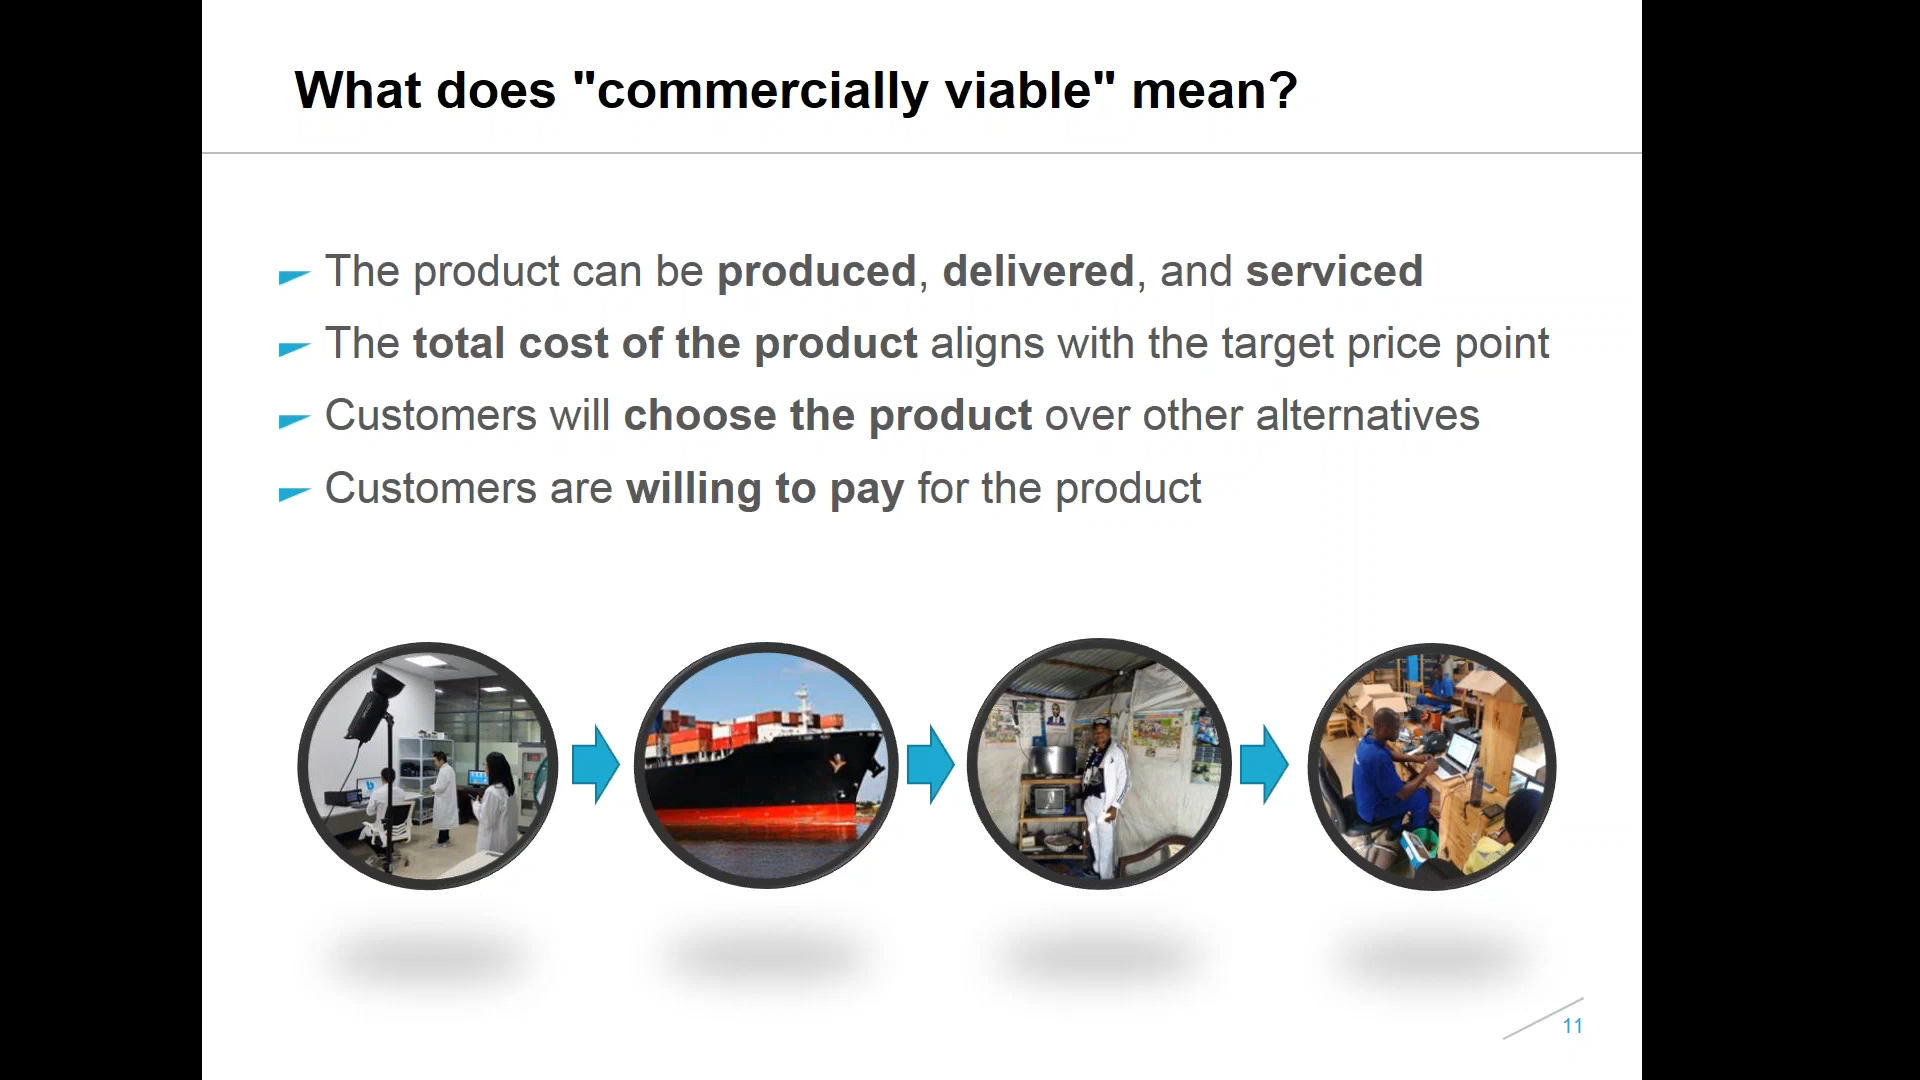 What does "commercially viable" mean?
The product can be produced, delivered, and serviced
The total cost of the product aligns with the target price point
Customers will choose the product over other alternatives
Customers are willing to pay for the product
11